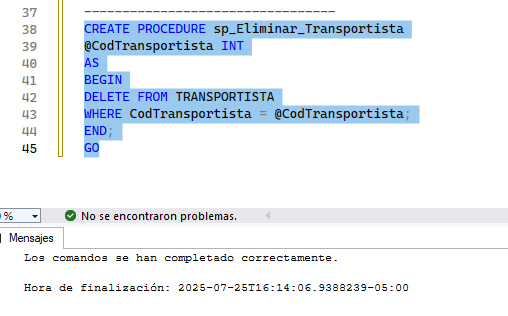 37 ---------------------------------
38 CREATE PROCEDURE sp_Eliminar_Transportista
39 @CodTransportista INT
40 AS
41 BEGIN
42 DELETE FROM TRANSPORTISTA
43 WHERE CodTransportista = @CodTransportista;
44 END;
45 GO
% No se encontraron problemas.
Mensajes
Los comandos se han completado correctamente.
Hora de finalización: 2025-07-25T16:14:06.9388239-05:00